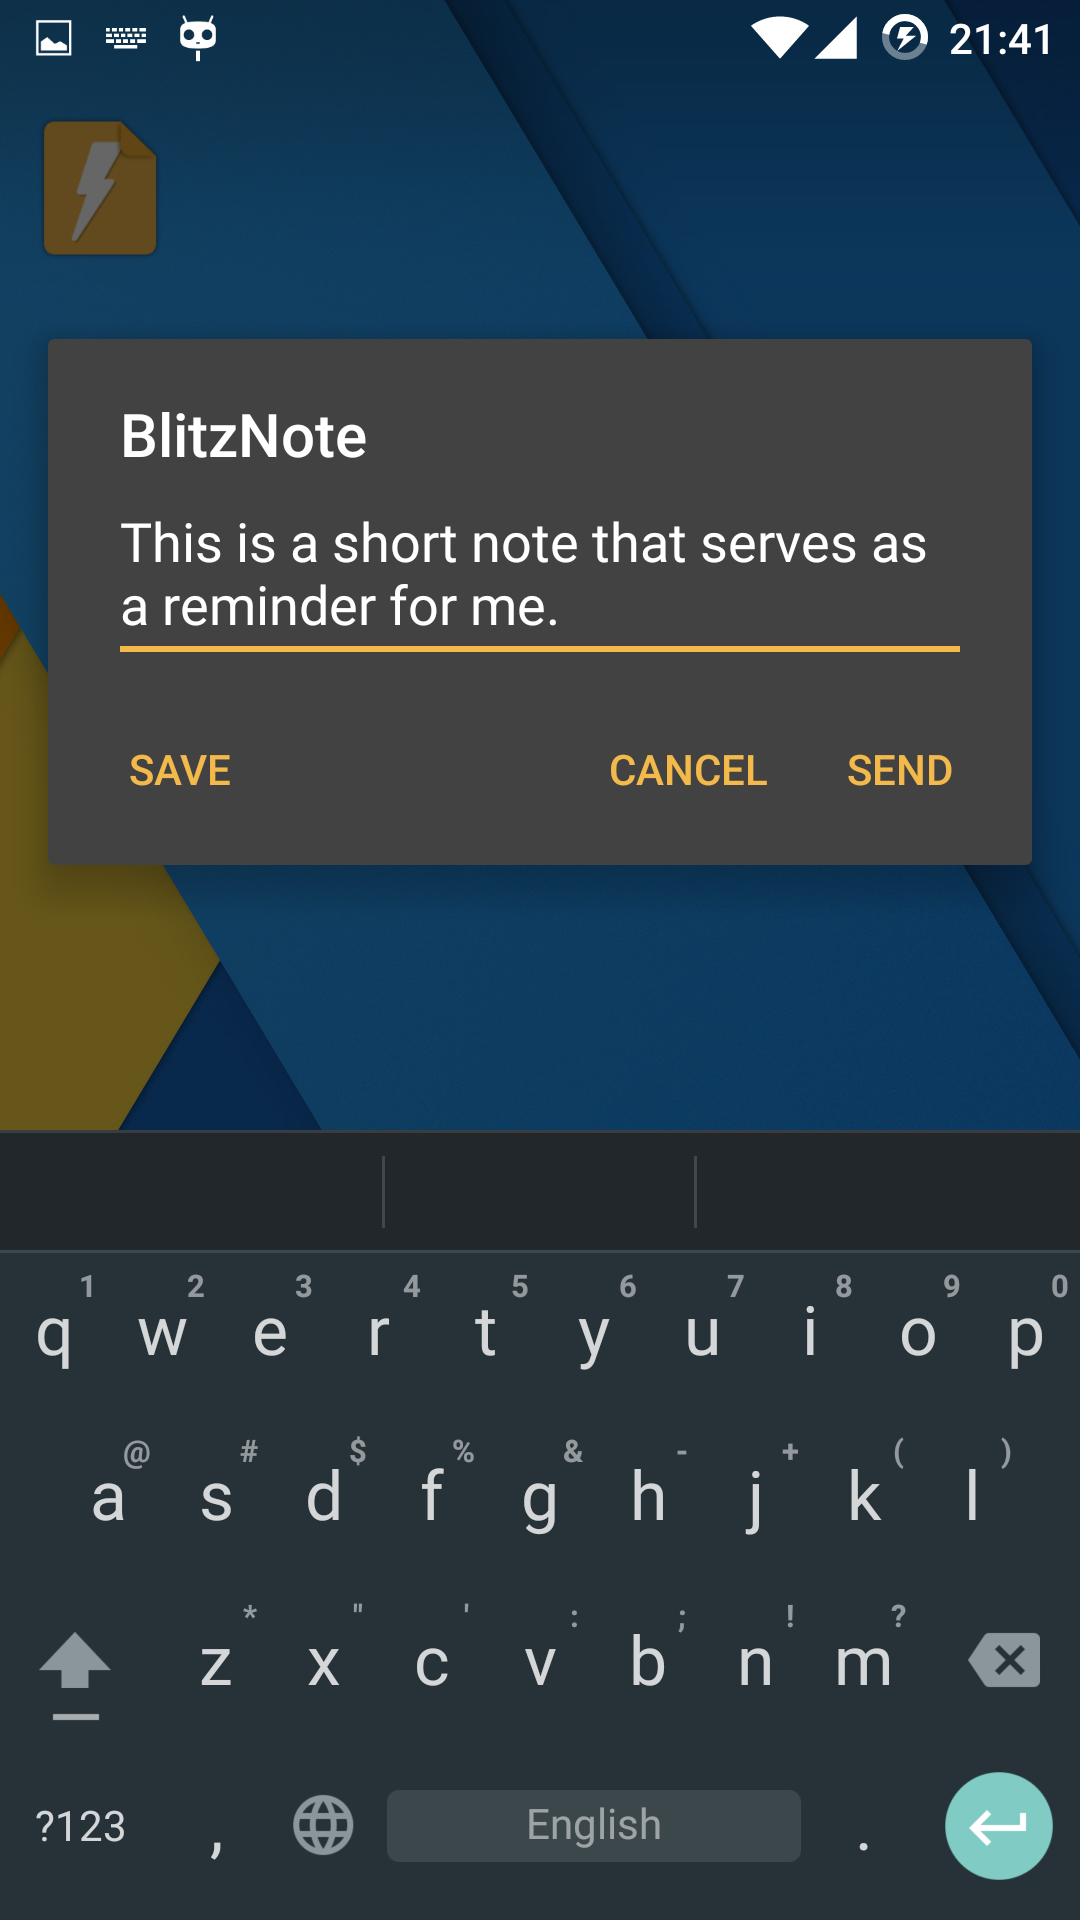 21:41
BlitzNote
This is a short note that serves as
a reminder for me.
SAVE CANCEL SEND
1 2 3 4 5 6 7 8 9 0
q w e r t y u i o p
@ # $ % & - + ( )
a s d f g h j k l
* " ' : ; ! ?
z x c v b n m
?123 , English .